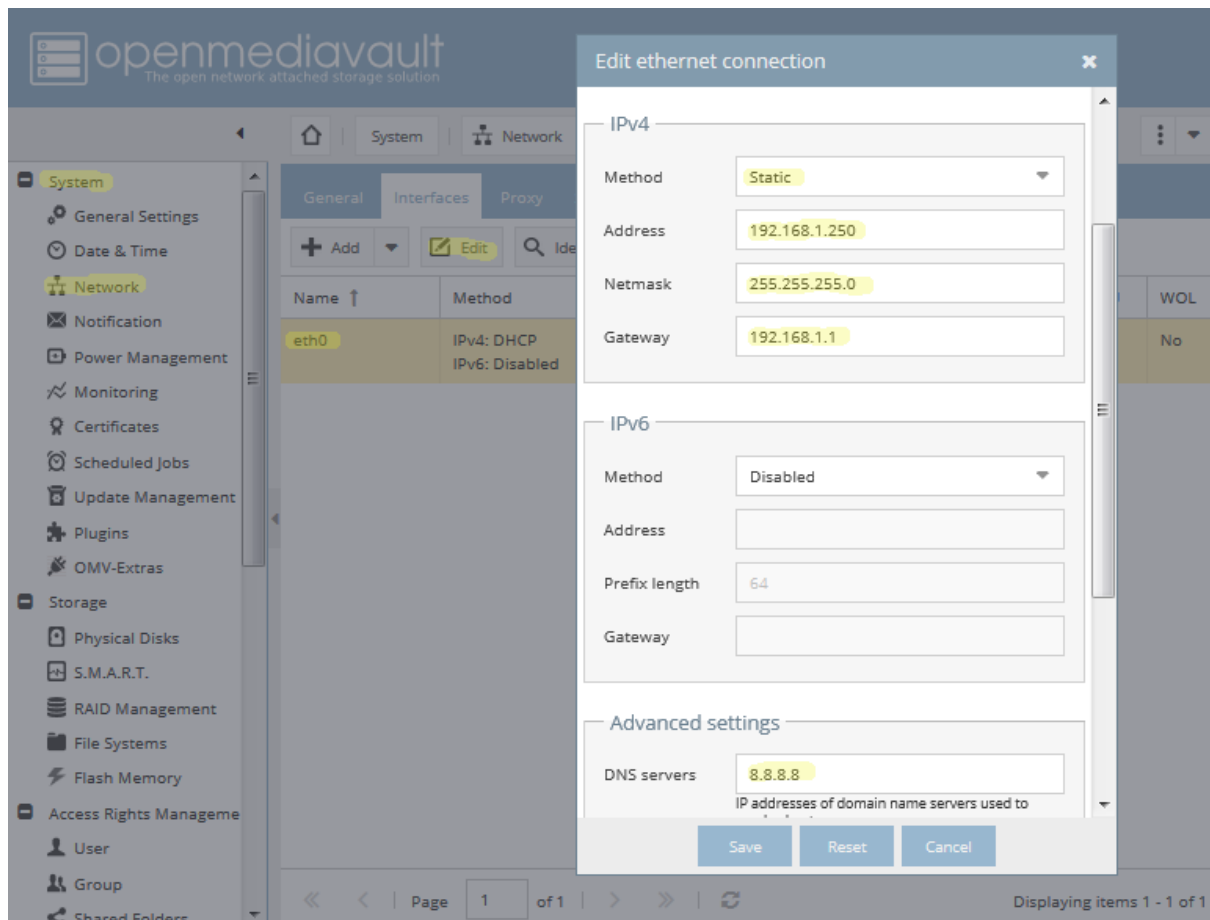 openmediavault
The open network attached storage solution
System
Network
System
General Settings
Date & Time
Network
Notification
Power Management
Monitoring
Certificates
Scheduled Jobs
Update Management
Plugins
OMV-Extras
Storage
Physical Disks
S.M.A.R.T.
RAID Management
File Systems
Flash Memory
Access Rights Manageme
User
Group
Shared Folders
General Interfaces Proxy
Add Edit Ide
Name Method WOL
eth0 IPv4: DHCP No
IPv6: Disabled
Page 1 of 1 Displaying items 1 - 1 of 1
Edit ethernet connection
IPv4
Method Static
Address 192.168.1.250
Netmask 255.255.255.0
Gateway 192.168.1.1
IPv6
Method Disabled
Address
Prefix length 64
Gateway
Advanced settings
DNS servers 8.8.8.8
IP addresses of domain name servers used to
Save Reset Cancel